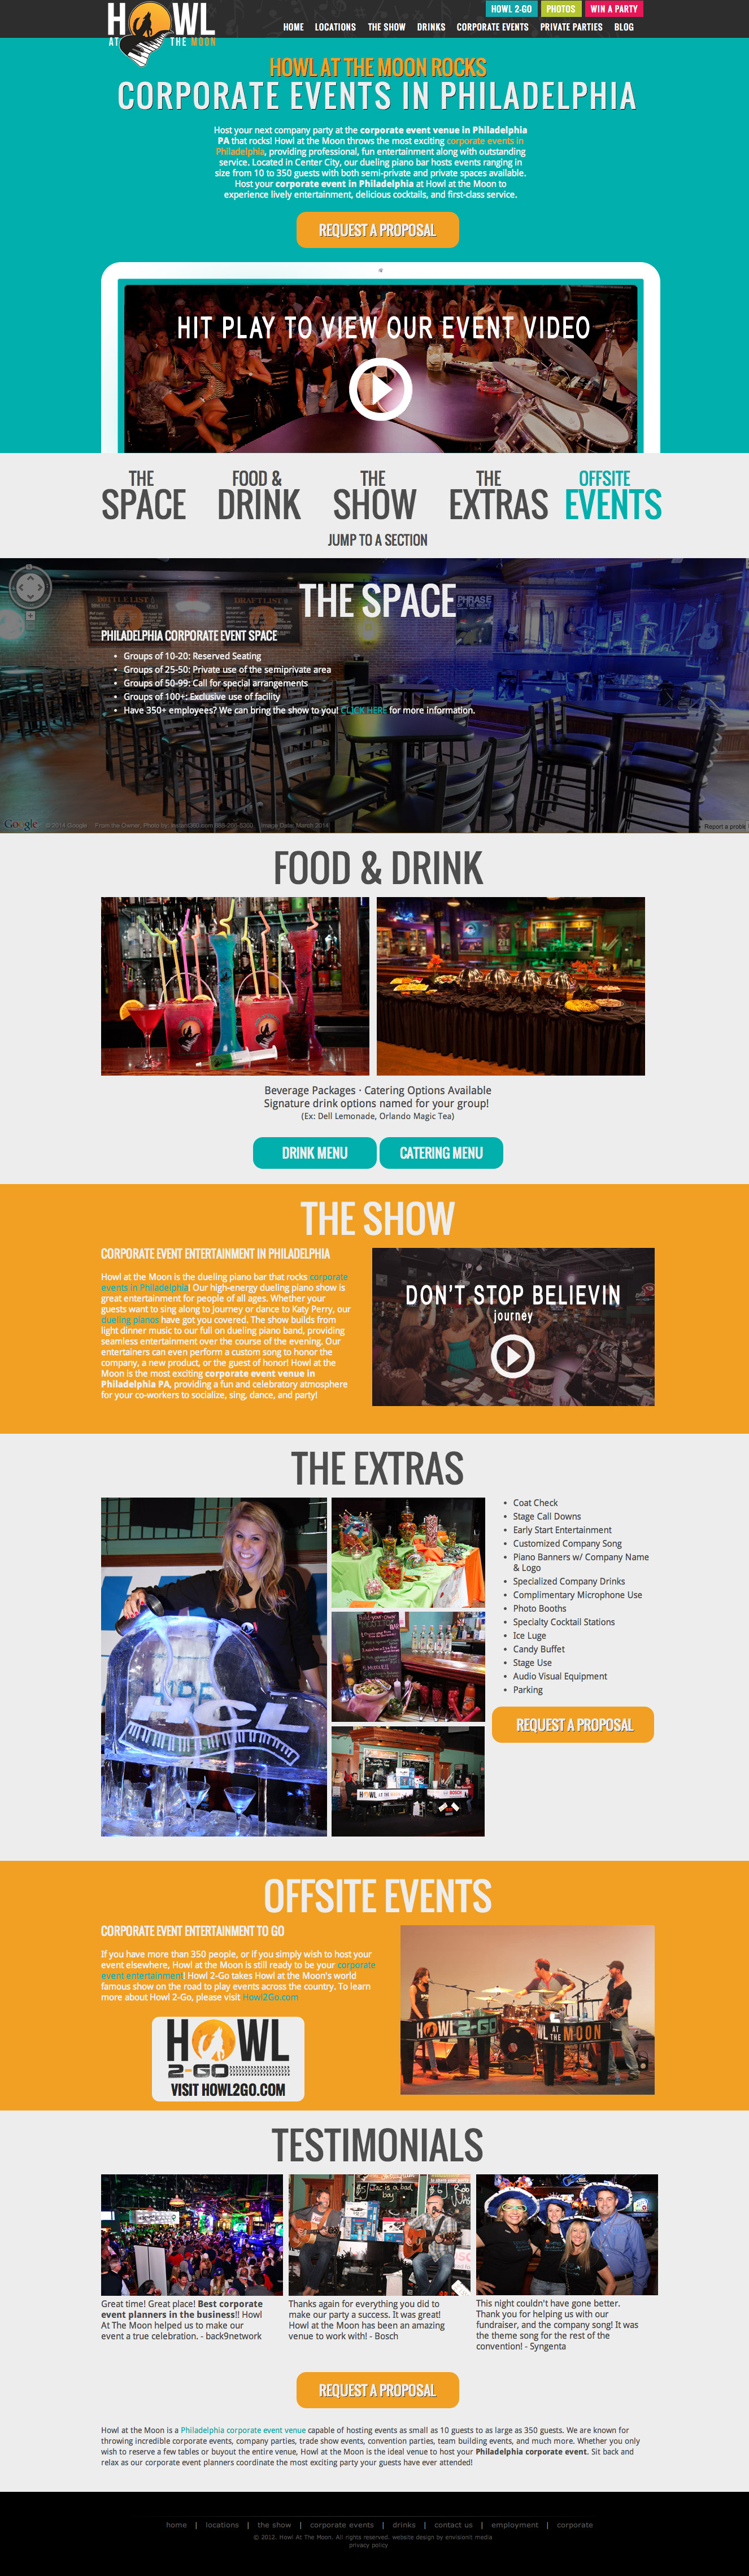 HOWL
AT THE MOON
HOWL 2-GO PHOTOS WIN A PARTY
HOME LOCATIONS THE SHOW DRINKS CORPORATE EVENTS PRIVATE PARTIES BLOG
HOWL AT THE MOON ROCKS
CORPORATE EVENTS IN PHILADELPHIA
Host your next company party at the corporate event venue in Philadelphia
PA that rocks! Howl at the Moon throws the most exciting corporate events in
Philadelphia, providing professional, fun entertainment along with outstanding
service. Located in Center City, our dueling piano bar hosts events ranging in
size from 10 to 350 guests with both semi-private and private spaces available.
Host your corporate event in Philadelphia at Howl at the Moon to
experience lively entertainment, delicious cocktails, and first-class service.
REQUEST A PROPOSAL
HIT PLAY TO VIEW OUR EVENT VIDEO
THE
SPACE
FOOD &
DRINK
THE
SHOW
THE
EXTRAS
OFFSITE
EVENTS
JUMP TO A SECTION
THE SPACE
BOTTLE LIST
DRAFT LIST
PHRASE
PHILADELPHIA CORPORATE EVENT SPACE
• Groups of 10-20: Reserved Seating
• Groups of 25-50: Private use of the semiprivate area
• Groups of 50-99: Call for special arrangements
• Groups of 100+: Exclusive use of facility
• Have 350+ employees? We can bring the show to you! CLICK HERE for more information.
Google © 2014 Google From the Owner, Photo by: Image Date: March 2014
Report a proble
FOOD & DRINK
Beverage Packages · Catering Options Available
Signature drink options named for your group!
(Ex: Dell Lemonade, Orlando Magic Tea)
DRINK MENU CATERING MENU
THE SHOW
CORPORATE EVENT ENTERTAINMENT IN PHILADELPHIA
Howl at the Moon is the dueling piano bar that rocks corporate
events in Philadelphia! Our high-energy dueling piano show is
great entertainment for people of all ages. Whether your
guests want to sing along to Journey or dance to Katy Perry, our
dueling pianos have got you covered. The show builds from
light dinner music to our full on dueling piano band, providing
seamless entertainment over the course of the evening. Our
entertainers can even perform a custom song to honor the
company, a new product, or the guest of honor! Howl at the
Moon is the most exciting corporate event venue in
Philadelphia PA, providing a fun and celebratory atmosphere
for your co-workers to socialize, sing, dance, and party!
DON'T STOP BELIEVIN
journey
THE EXTRAS
• Coat Check
• Stage Call Downs
• Early Start Entertainment
• Customized Company Song
• Piano Banners w/ Company Name
& Logo
• Specialized Company Drinks
• Complimentary Microphone Use
• Photo Booths
• Specialty Cocktail Stations
• Ice Luge
• Candy Buffet
• Stage Use
• Audio Visual Equipment
• Parking
REQUEST A PROPOSAL
HOWL AT THE MOON
BOSCH
OFFSITE EVENTS
CORPORATE EVENT ENTERTAINMENT TO GO
If you have more than 350 people, or if you simply wish to host your
event elsewhere, Howl at the Moon is still ready to be your corporate
event entertainment! Howl 2-Go takes Howl at the Moon's world
famous show on the road to play events across the country. To learn
more about Howl 2-Go, please visit Howl2Go.com
HOWL
2-GO
VISIT HOWL2GO.COM
HOWL 2-GO
AT THE MOON
TESTIMONIALS
Great time! Great place! Best corporate
event planners in the business!! Howl
At The Moon helped us to make our
event a true celebration. - back9network
Thanks again for everything you did to
make our party a success. It was great!
Howl at the Moon has been an amazing
venue to work with! - Bosch
This night couldn't have gone better.
Thank you for helping us with our
fundraiser, and the company song! It was
the theme song for the rest of the
convention! - Syngenta
REQUEST A PROPOSAL
Howl at the Moon is a Philadelphia corporate event venue capable of hosting events as small as 10 guests to as large as 350 guests. We are known for
throwing incredible corporate events, company parties, trade show events, convention parties, team building events, and much more. Whether you only
wish to reserve a few tables or buyout the entire venue, Howl at the Moon is the ideal venue to host your Philadelphia corporate event. Sit back and
relax as our corporate event planners coordinate the most exciting party your guests have ever attended!
home | locations | the show | corporate events | drinks | contact us | employment | corporate
© 2012. Howl At The Moon. All rights reserved. website design by envisionit media
privacy policy